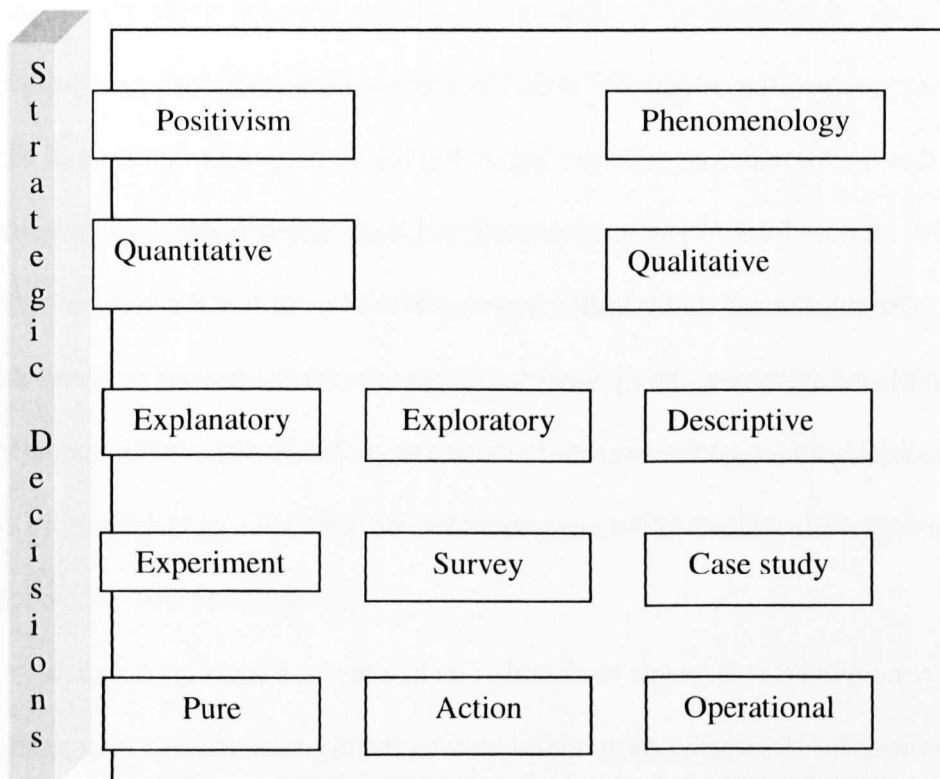 Strategic Decisions
Positivism
Phenomenology
Quantitative
Qualitative
Explanatory
Exploratory
Descriptive
Experiment
Survey
Case study
Pure
Action
Operational